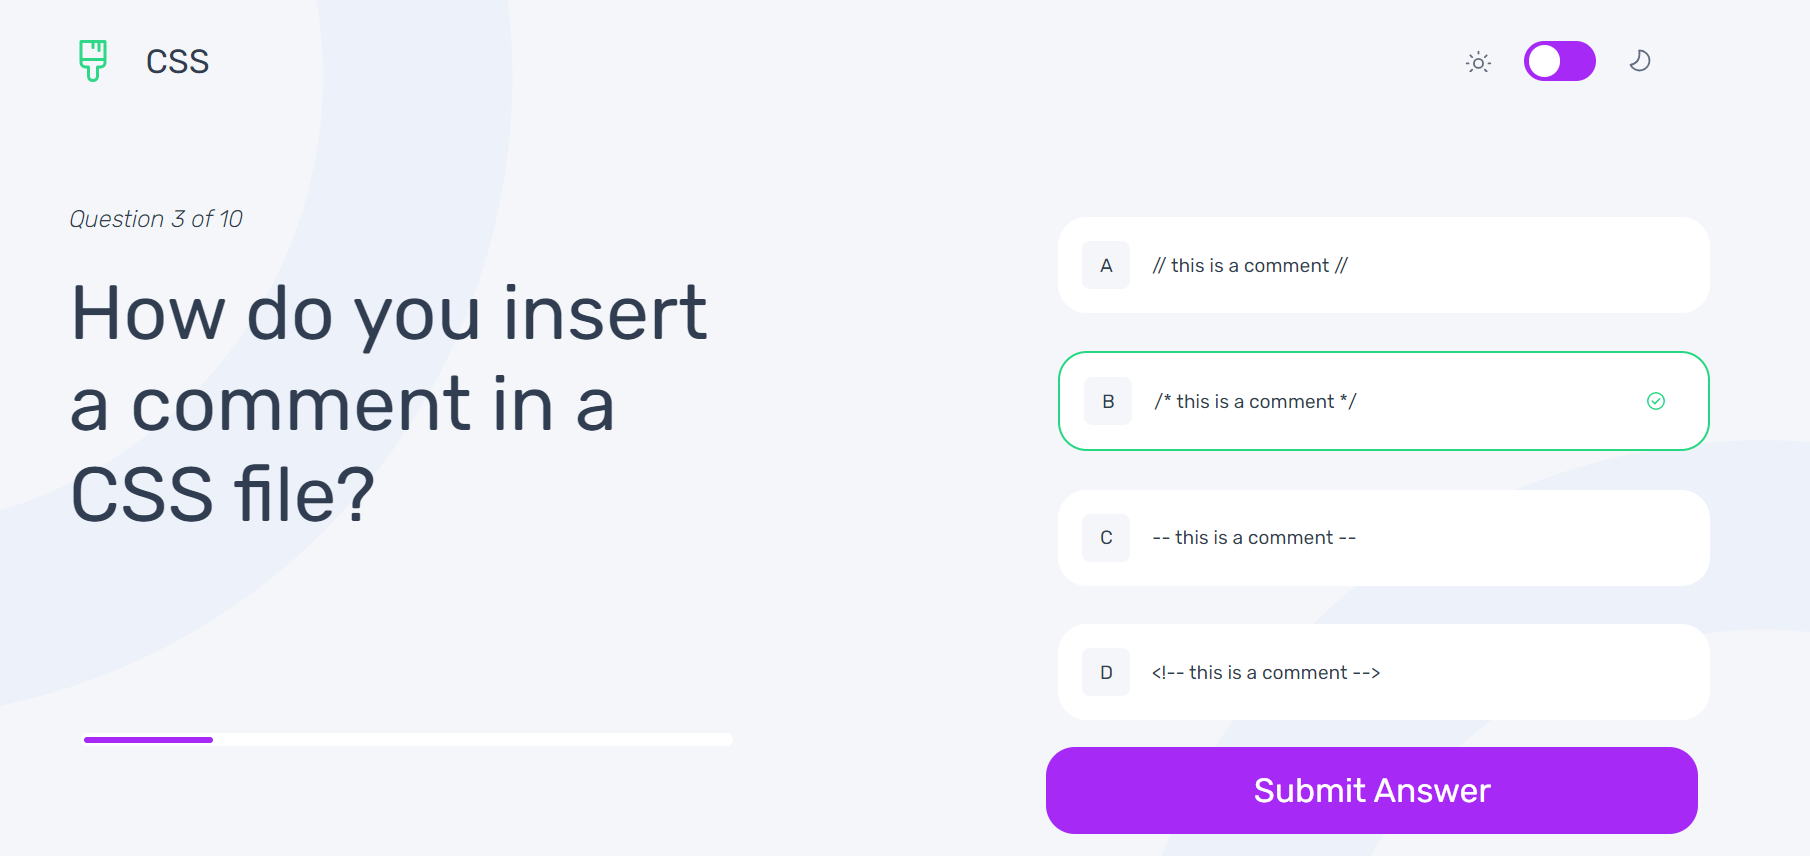 CSS
Question 3 of 10
How do you insert
a comment in a
CSS file?
A
// this is a comment //
B
/* this is a comment */
C
-- this is a comment --
D
<!-- this is a comment -->
Submit Answer